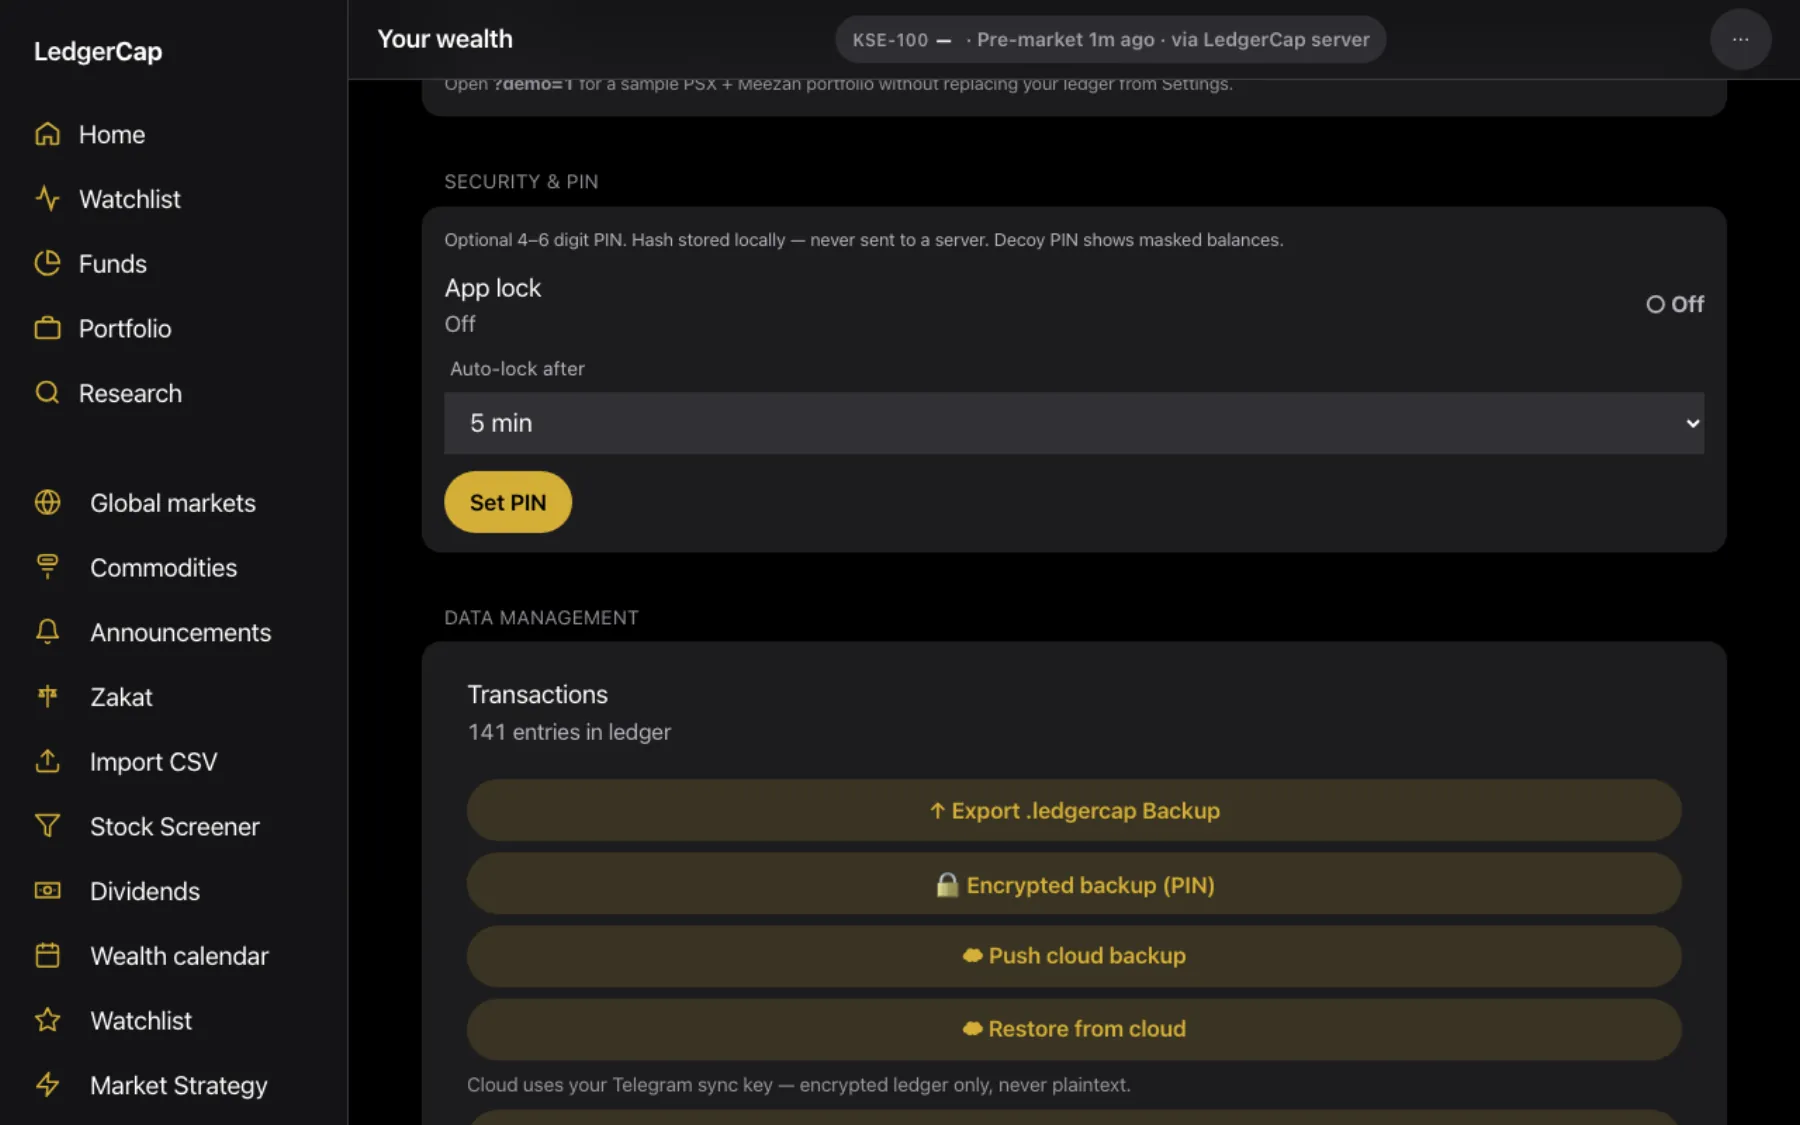 LedgerCap
Home
Watchlist
Funds
Portfolio
Research
Global markets
Commodities
Announcements
Zakat
Import CSV
Stock Screener
Dividends
Wealth calendar
Watchlist
Market Strategy
Your wealth
KSE-100 — · Pre-market 1m ago · via LedgerCap server
...
Open ?demo=1 for a sample PSX + Meezan portfolio without replacing your ledger from Settings.
SECURITY & PIN
Optional 4–6 digit PIN. Hash stored locally — never sent to a server. Decoy PIN shows masked balances.
App lock
Off
Off
Auto-lock after
5 min
Set PIN
DATA MANAGEMENT
Transactions
141 entries in ledger
↑ Export .ledgercap Backup
🔒 Encrypted backup (PIN)
☁ Push cloud backup
☁ Restore from cloud
Cloud uses your Telegram sync key — encrypted ledger only, never plaintext.